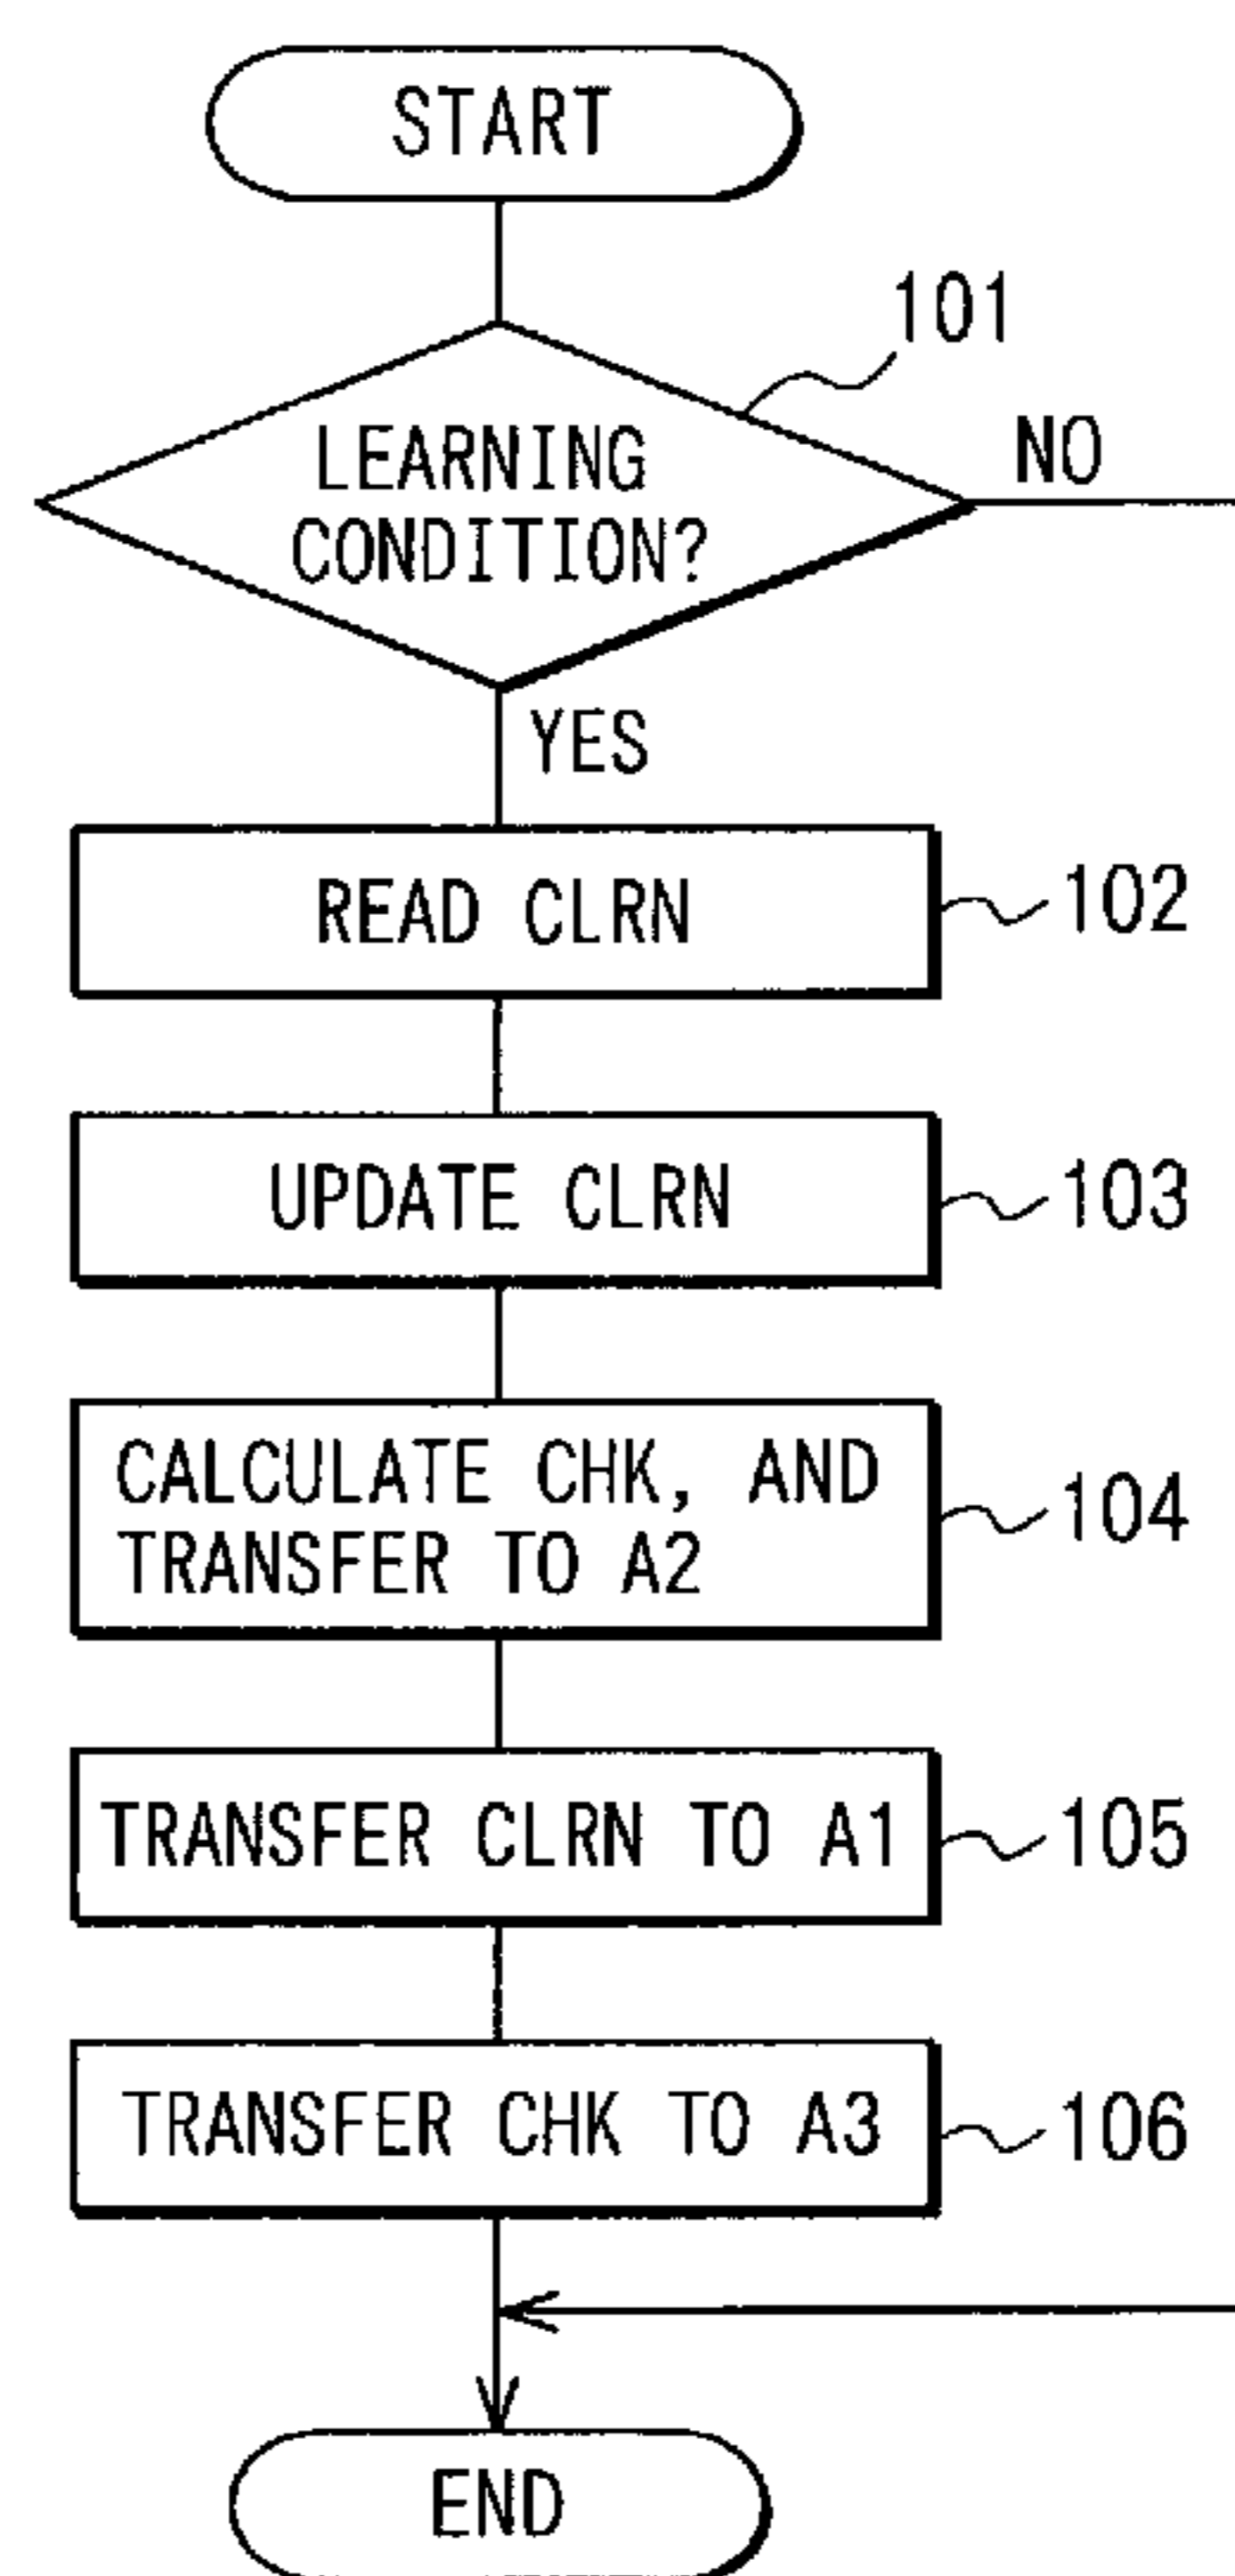 START
101
LEARNING
CONDITION?
NO
YES
READ CLRN
102
UPDATE CLRN
103
CALCULATE CHK, AND
TRANSFER TO A2
104
TRANSFER CLRN TO A1
105
TRANSFER CHK TO A3
106
END